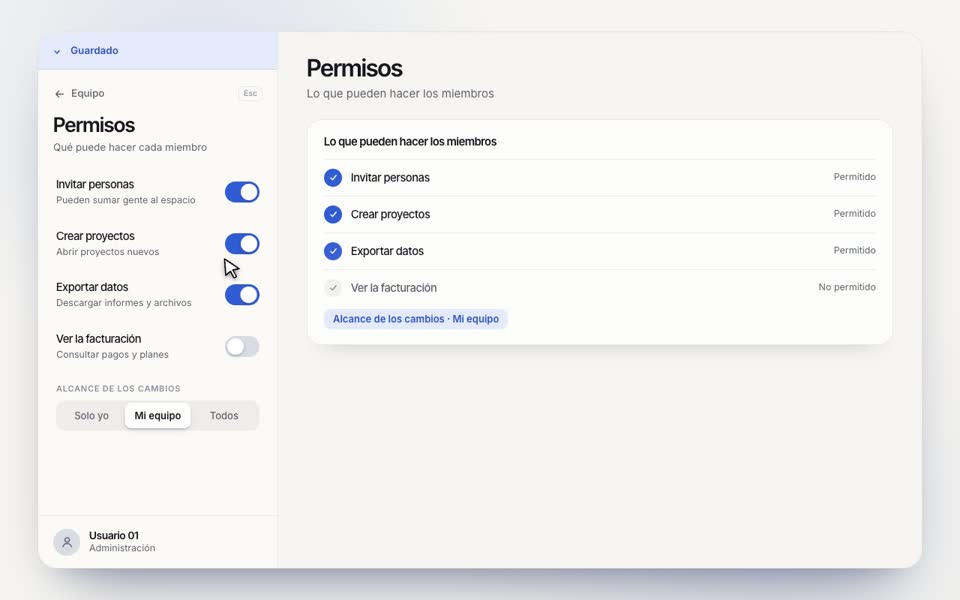 Guardado
Equipo
Esc
Permisos
Qué puede hacer cada miembro
Invitar personas
Pueden sumar gente al espacio
Crear proyectos
Abrir proyectos nuevos
Exportar datos
Descargar informes y archivos
Ver la facturación
Consultar pagos y planes
ALCANCE DE LOS CAMBIOS
Solo yo
Mi equipo
Todos
Usuario 01
Administración
Permisos
Lo que pueden hacer los miembros
Lo que pueden hacer los miembros
Invitar personas
Permitido
Crear proyectos
Permitido
Exportar datos
Permitido
Ver la facturación
No permitido
Alcance de los cambios · Mi equipo